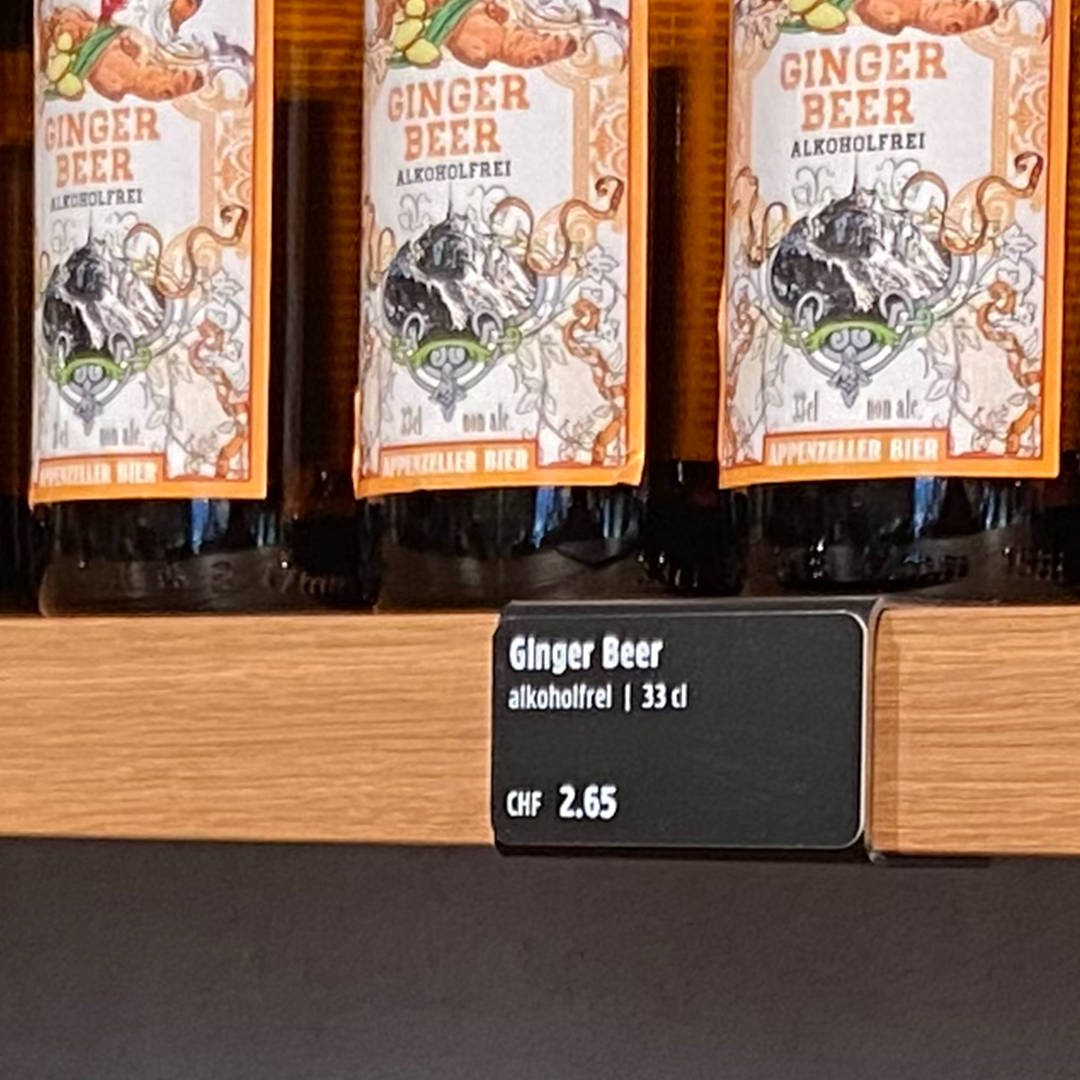 GINGER
BEER
ALKOHOLFREI
non alc.
APPENZELLER BIER
GINGER
BEER
ALKOHOLFREI
33cl non alc.
APPENZELLER BIER
GINGER
BEER
ALKOHOLFREI
33cl non alc.
APPENZELLER BIER
Ginger Beer
alkoholfrei | 33 cl
CHF 2.65